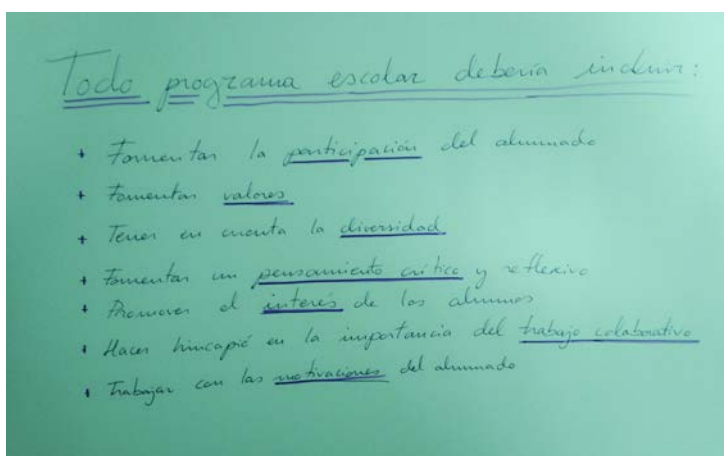 Todo programa escolar debería incluir:
+ Fomentar la participación del alumnado
+ Fomentar valores
+ Tener en cuenta la diversidad
+ Fomentar un pensamiento crítico y reflexivo
+ Promover el interés de los alumnos
+ Hacer hincapié en la importancia del trabajo colaborativo
+ Trabajar con las motivaciones del alumnado